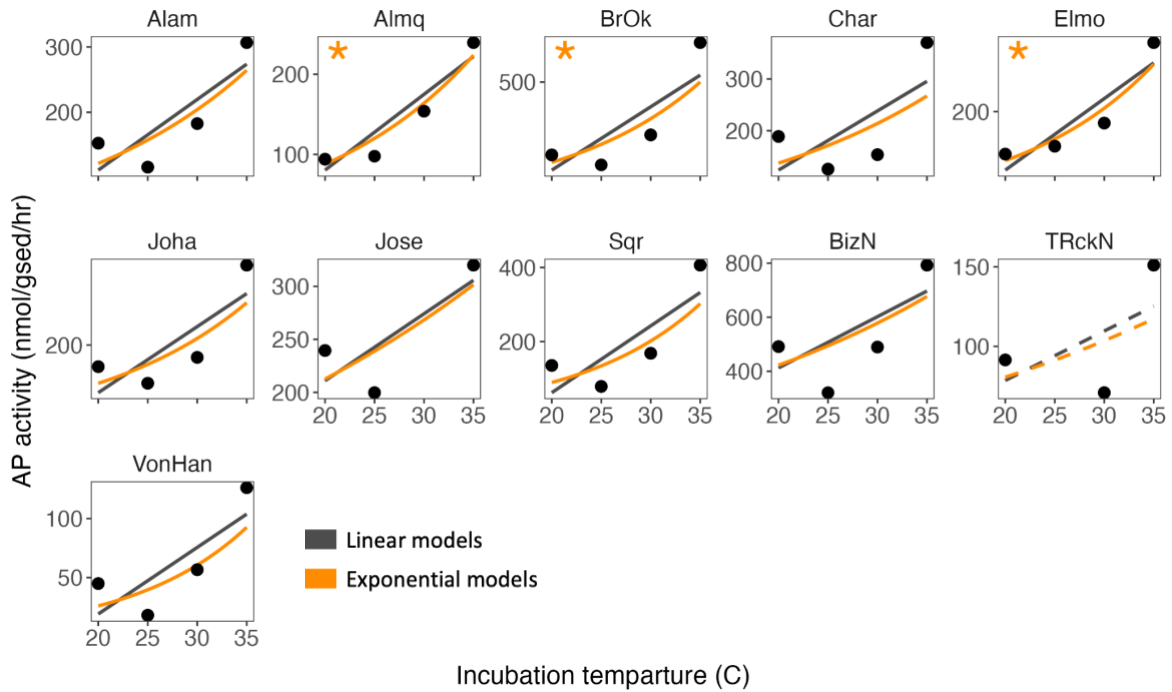 Alam Almq BrOk Char Elmo
300
200
200
100
500
300
200
200
Joha Jose Sqr BizN TRckN
200
300
250
200
400
200
800
600
400
150
100
20 25 30 35
20 25 30 35
20 25 30 35
20 25 30 35
VonHan
100
50
20 25 30 35
Linear models
Exponential models
AP activity (nmol/gsed/hr)
Incubation temparture (C)